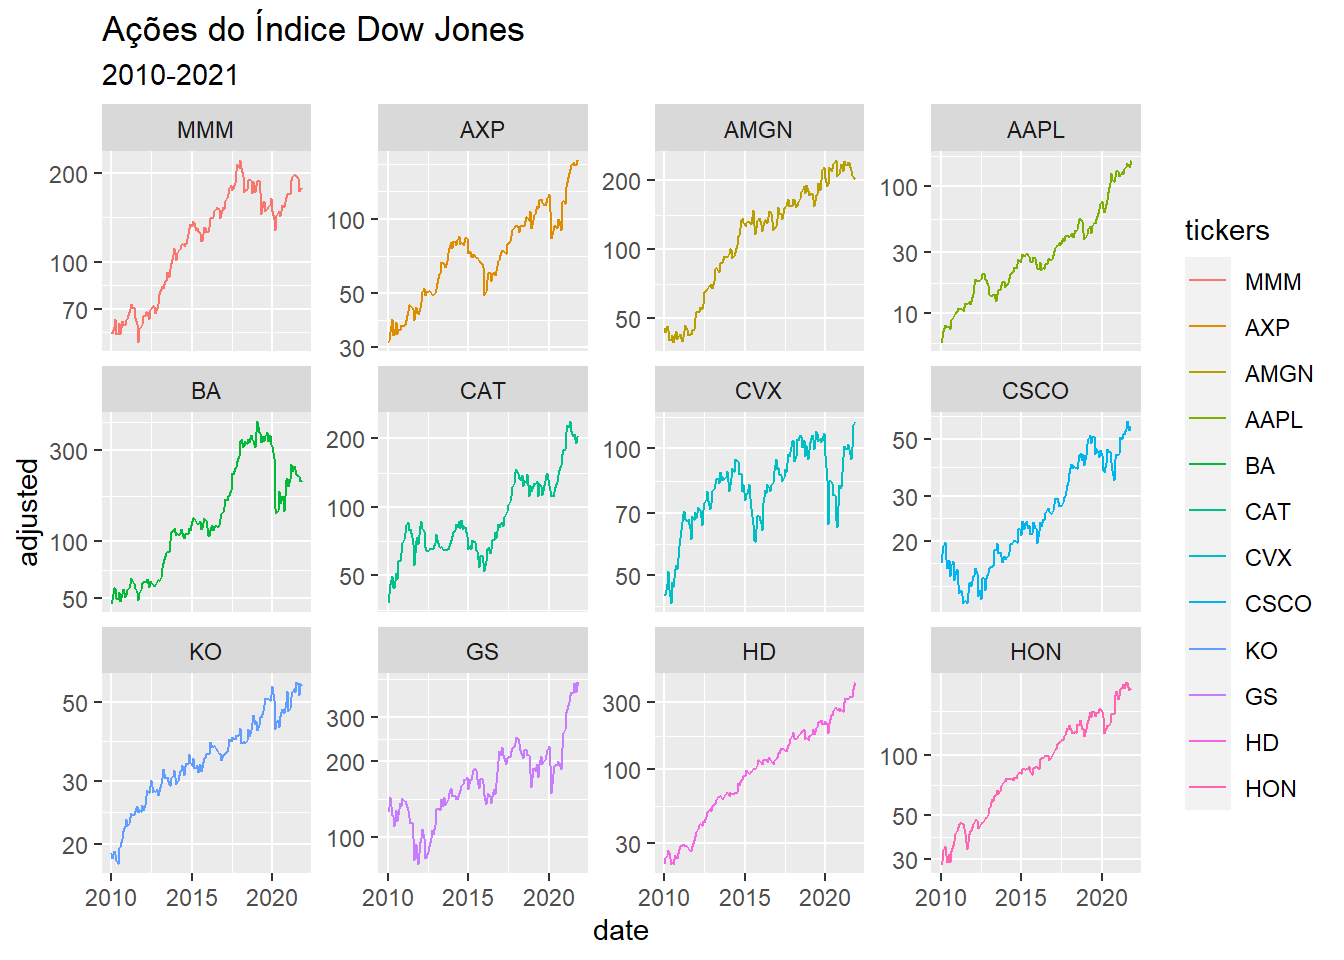 Ações do Índice Dow Jones
2010-2021
MMM AXP AMGN AAPL
200
100
70
100
50
30
200
100
50
100
30
10
BA CAT CVX CSCO
300
100
50
200
100
50
100
70
50
50
30
20
KO GS HD HON
50
30
20
300
200
100
300
100
30
100
50
30
2010 2015 2020 2010 2015 2020 2010 2015 2020 2010 2015 2020
date
adjusted
tickers
MMM
AXP
AMGN
AAPL
BA
CAT
CVX
CSCO
KO
GS
HD
HON